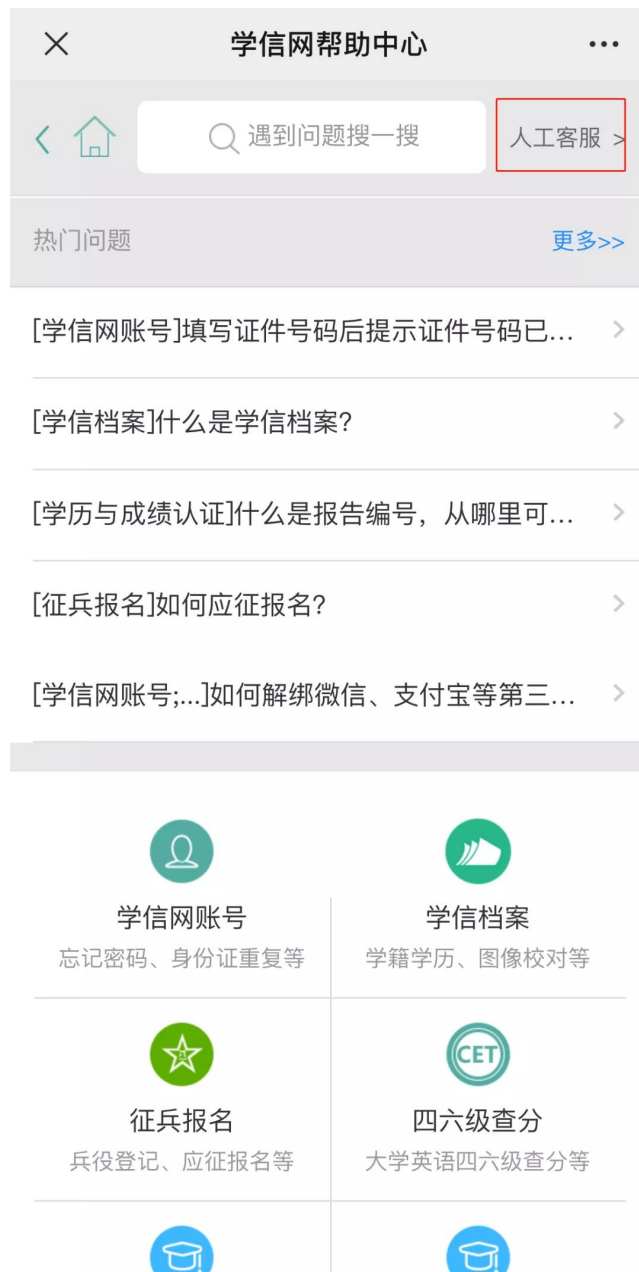 学信网帮助中心
遇到问题搜一搜
人工客服 >
热门问题
更多>>
[学信网账号]填写证件号码后提示证件号码已...
[学信档案]什么是学信档案？
[学历与成绩认证]什么是报告编号，从哪里可...
[征兵报名]如何应征报名？
[学信网账号;...]如何解绑微信、支付宝等第三...
学信网账号
忘记密码、身份证重复等
学信档案
学籍学历、图像校对等
征兵报名
兵役登记、应征报名等
CET
四六级查分
大学英语四六级查分等